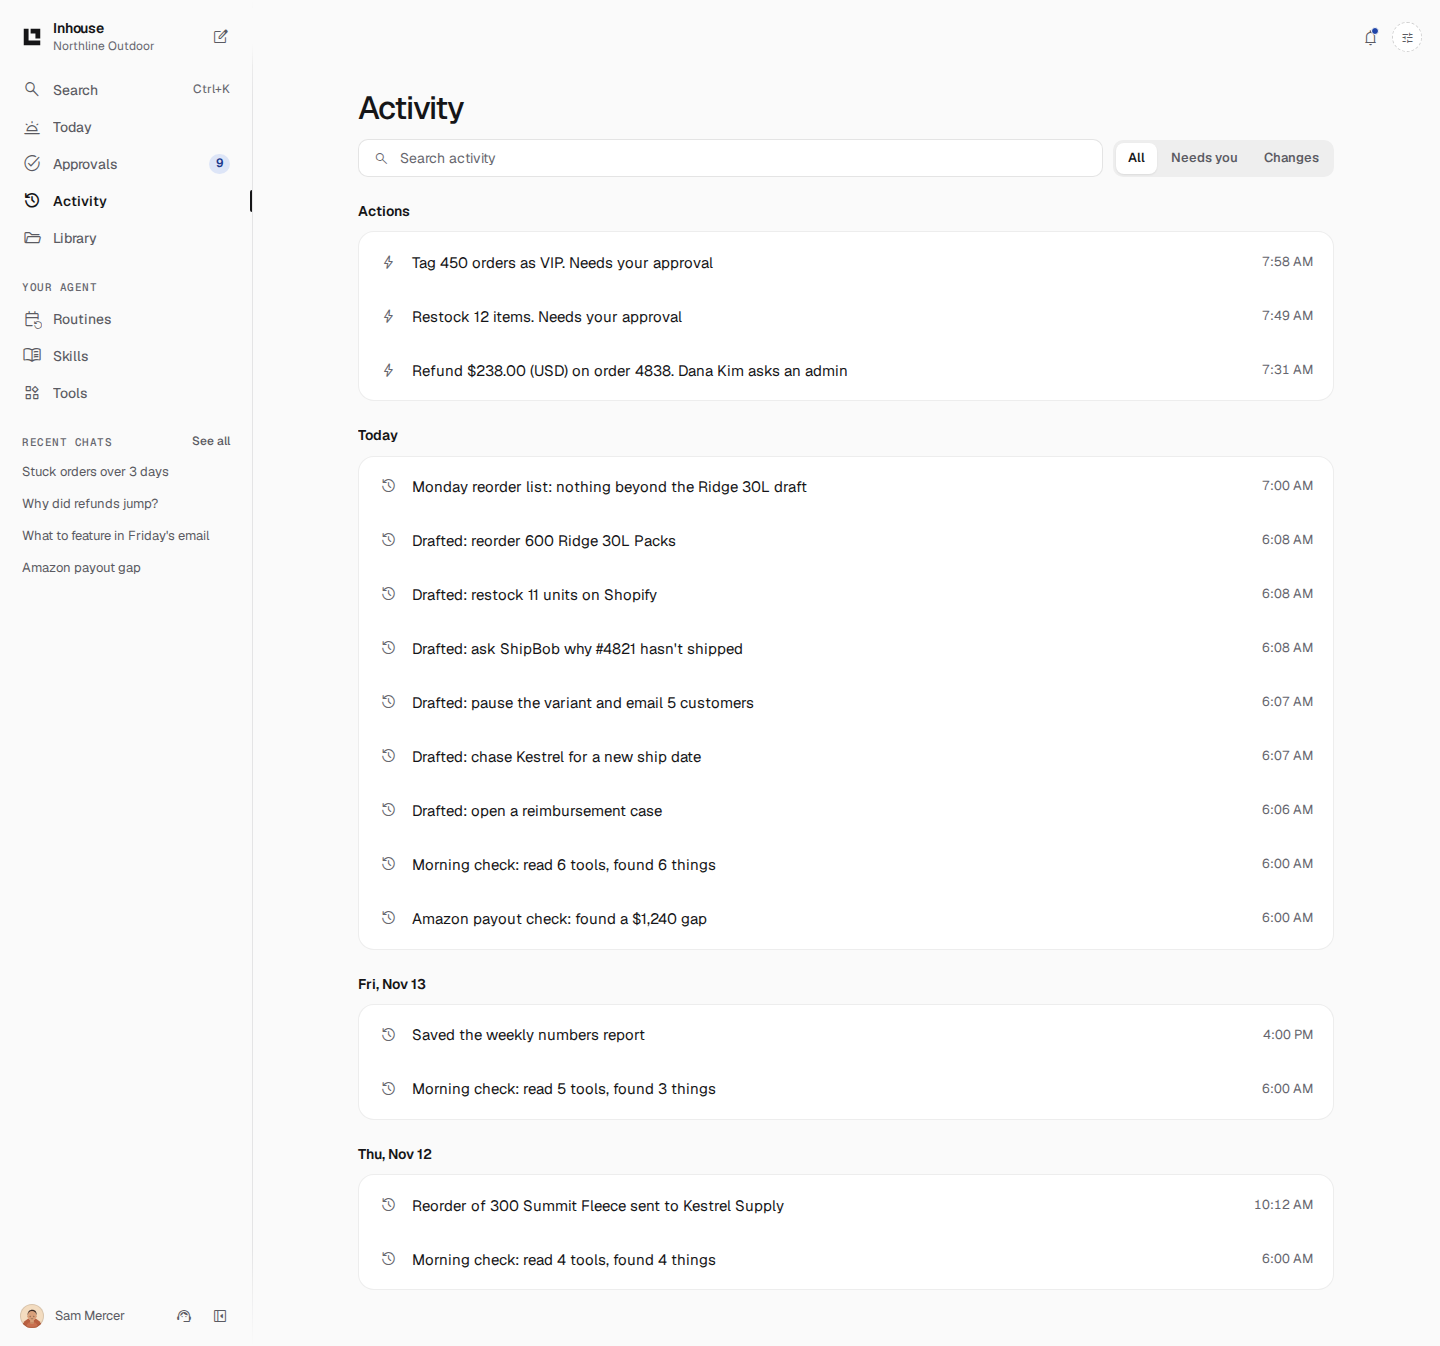 Inhouse
Northline Outdoor
Search Ctrl+K
Today
Approvals 9
Activity
Library
YOUR AGENT
Routines
Skills
Tools
RECENT CHATS See all
Stuck orders over 3 days
Why did refunds jump?
What to feature in Friday's email
Amazon payout gap
Sam Mercer
Activity
Search activity
All Needs you Changes
Actions
Tag 450 orders as VIP. Needs your approval 7:58 AM
Restock 12 items. Needs your approval 7:49 AM
Refund $238.00 (USD) on order 4838. Dana Kim asks an admin 7:31 AM
Today
Monday reorder list: nothing beyond the Ridge 30L draft 7:00 AM
Drafted: reorder 600 Ridge 30L Packs 6:08 AM
Drafted: restock 11 units on Shopify 6:08 AM
Drafted: ask ShipBob why #4821 hasn't shipped 6:08 AM
Drafted: pause the variant and email 5 customers 6:07 AM
Drafted: chase Kestrel for a new ship date 6:07 AM
Drafted: open a reimbursement case 6:06 AM
Morning check: read 6 tools, found 6 things 6:00 AM
Amazon payout check: found a $1,240 gap 6:00 AM
Fri, Nov 13
Saved the weekly numbers report 4:00 PM
Morning check: read 5 tools, found 3 things 6:00 AM
Thu, Nov 12
Reorder of 300 Summit Fleece sent to Kestrel Supply 10:12 AM
Morning check: read 4 tools, found 4 things 6:00 AM